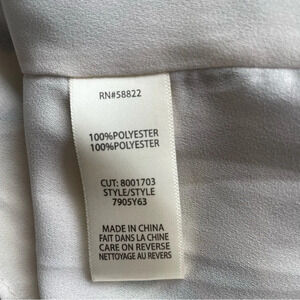 RN#58822
100%POLYESTER
100%POLYESTER
CUT: 8001703
STYLE/STYLE
7905Y63
MADE IN CHINA
FAIT DANS LA CHINE
CARE ON REVERSE
NETTOYAGE AU REVERS